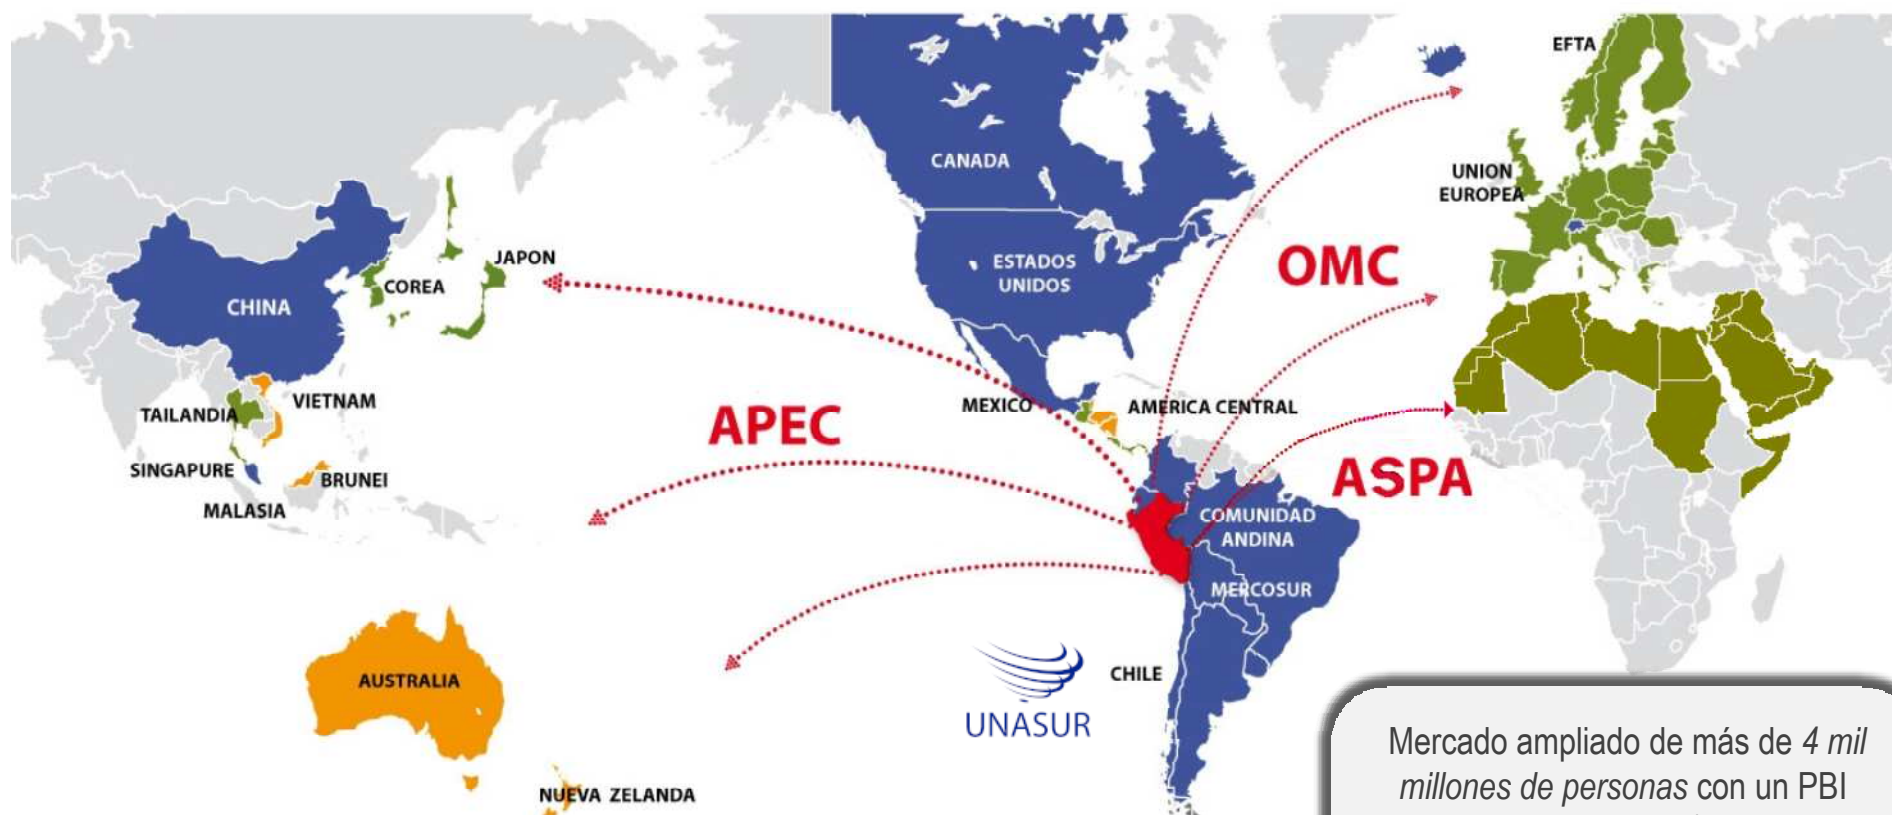 EFTA
CANADA
UNION
EUROPEA
ESTADOS
UNIDOS
OMC
JAPON
COREA
CHINA
VIETNAM
TAILANDIA
MEXICO
AMERICA CENTRAL
APEC
SINGAPURE
BRUNEI
MALASIA
ASPA
COMUNIDAD
ANDINA
MERCOSUR
AUSTRALIA
CHILE
UNASUR
NUEVA ZELANDA
Mercado ampliado de más de 4 mil
millones de personas con un PBI